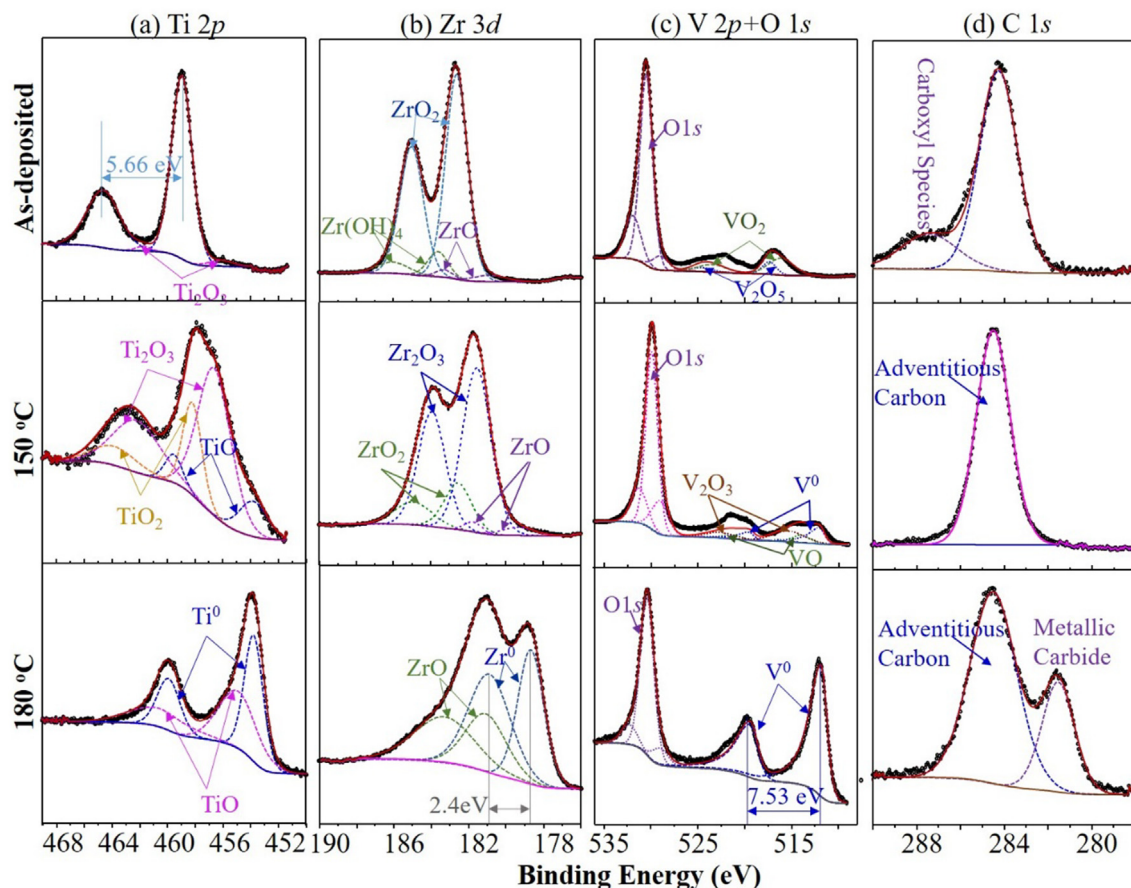 (a) Ti 2p
(b) Zr 3d
(c) V 2p+O 1s
(d) C 1s
As-deposited
5.66 eV
Ti₂O₃
ZrO₂
Zr(OH)₄
ZrO
O1s
VO₂
V₂O₅
Carboxyl Species
150 °C
Ti₂O₃
TiO
TiO₂
Zr₂O₃
ZrO₂
ZrO
O1s
V₂O₃
V⁰
VO
Adventitious
Carbon
180 °C
Ti⁰
TiO
ZrO
Zr⁰
2.4eV
O1s
V⁰
7.53 eV
Adventitious
Carbon
Metallic
Carbide
468 464 460 456 452
190 186 182 178
525 515
288 284 280
Binding Energy (eV)